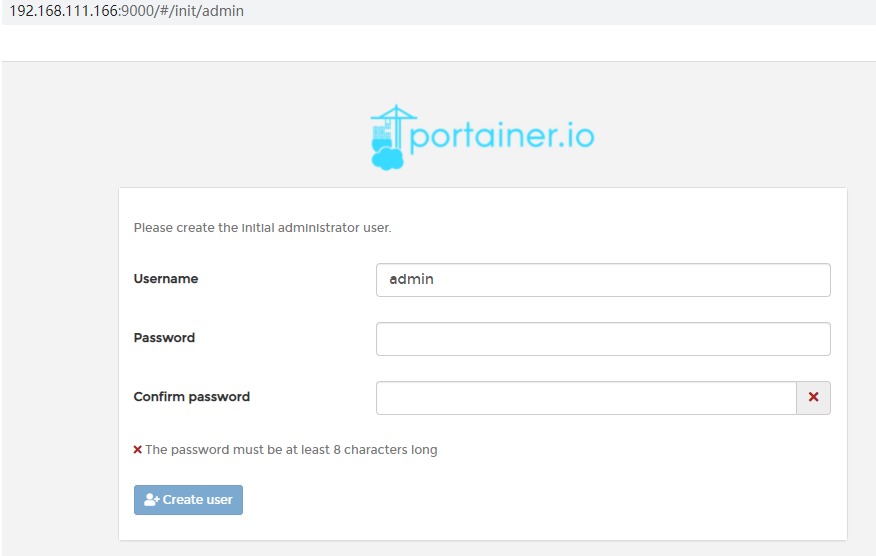 192.168.111.166:9000/#/init/admin
portainer.io
Please create the initial administrator user.
Username
admin
Password
Confirm password
The password must be at least 8 characters long
Create user